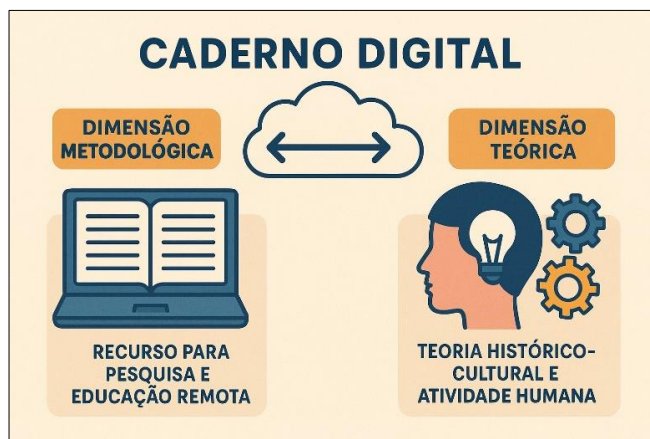 CADERNO DIGITAL
DIMENSÃO
METODOLÓGICA
DIMENSÃO
TEÓRICA
RECURSO PARA
PESQUISA E
EDUCAÇÃO REMOTA
TEORIA HISTÓRICO-
CULTURAL E
ATIVIDADE HUMANA